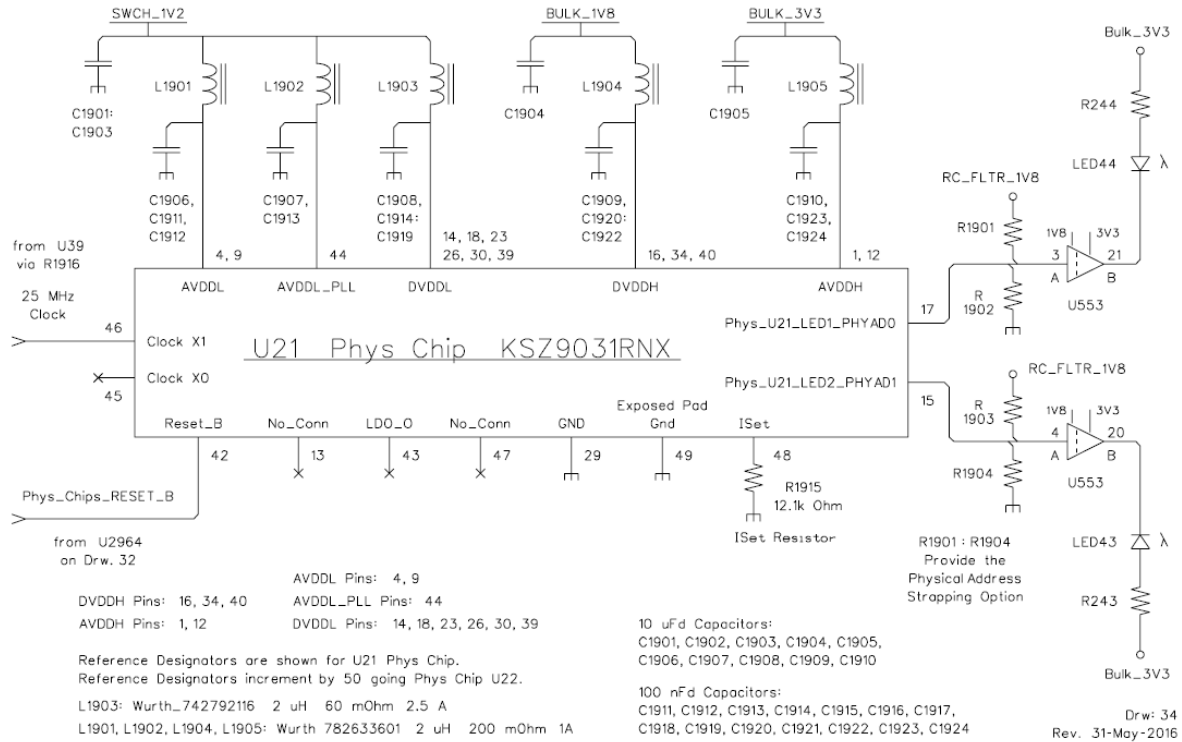 SWCH_1V2
BULK_1V8
BULK_3V3
Bulk_3V3
L1901
L1902
L1903
L1904
L1905
C1901:
C1903
C1904
C1905
R244
LED44 λ
C1906,
C1911,
C1912
C1907,
C1913
C1908,
C1914:
C1919
C1909,
C1920:
C1922
C1910,
C1923,
C1924
RC_FLTR_1V8
R1901
1V8 3V3
3 21
A B
U553
R
1902
from U39
via R1916
25 MHz
Clock
4, 9
44
14, 18, 23
26, 30, 39
16, 34, 40
1, 12
AVDDL
AVDDL_PLL
DVDDL
DVDDH
AVDDH
46
Clock X1
U21 Phys Chip KSZ9031RNX
Phys_U21_LED1_PHYAD0
17
Clock X0
45
Phys_U21_LED2_PHYAD1
15
RC_FLTR_1V8
R
1903
1V8 3V3
4 20
A B
U553
R1904
Reset_B
No_Conn
LDO_O
No_Conn
GND
Exposed Pad
Gnd
ISet
42
13
43
47
29
49
48
Phys_Chips_RESET_B
R1915
12.1k Ohm
ISet Resistor
from U2964
on Drw. 32
R1901 : R1904
Provide the
Physical Address
Strapping Option
LED43 λ
R243
Bulk_3V3
AVDDL Pins: 4, 9
DVDDH Pins: 16, 34, 40 AVDDL_PLL Pins: 44
AVDDH Pins: 1, 12 DVDDL Pins: 14, 18, 23, 26, 30, 39
Reference Designators are shown for U21 Phys Chip.
Reference Designators increment by 50 going Phys Chip U22.
L1903: Wurth_742792116 2 uH 60 mOhm 2.5 A
L1901, L1902, L1904, L1905: Wurth 782633601 2 uH 200 mOhm 1A
10 uFd Capacitors:
C1901, C1902, C1903, C1904, C1905,
C1906, C1907, C1908, C1909, C1910
100 nFd Capacitors:
C1911, C1912, C1913, C1914, C1915, C1916, C1917,
C1918, C1919, C1920, C1921, C1922, C1923, C1924
Drw: 34
Rev. 31-May-2016